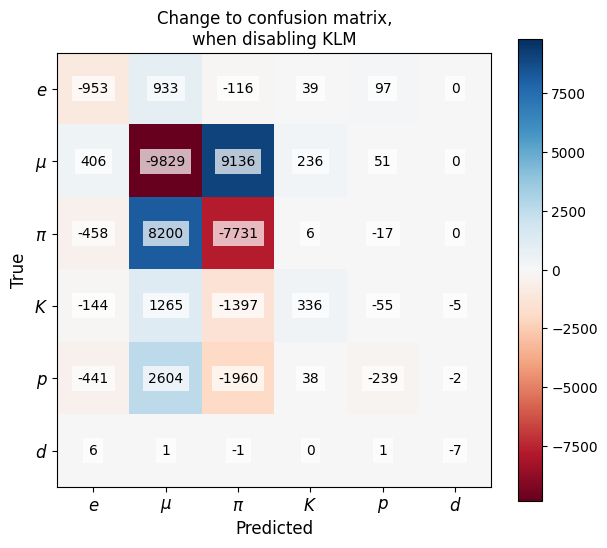 Change to confusion matrix,
when disabling KLM
e -953 933 -116 39 97 0
μ 406 -9829 9136 236 51 0
π -458 8200 -7731 6 -17 0
K -144 1265 -1397 336 -55 -5
p -441 2604 -1960 38 -239 -2
d 6 1 -1 0 1 -7
e μ π K p d
Predicted
True
7500
5000
2500
0
−2500
−5000
−7500